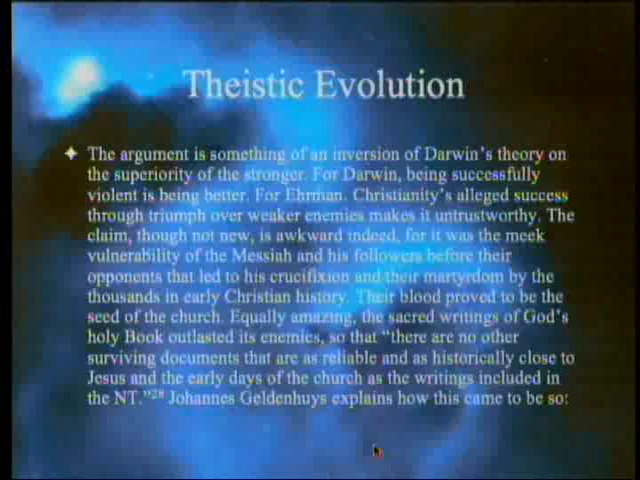 Theistic Evolution
The argument is something of an inversion of Darwin's theory on
the superiority of the stronger. For Darwin, being successfully
violent is being better. For Ehrman. Christianity's alleged success
through triumph over weaker enemies makes it untrustworthy. The
claim, though not new, is awkward indeed, for it was the meek
vulnerability of the Messiah and his followers before their
opponents that led to his crucifixion and their martyrdom by the
thousands in early Christian history. Their blood proved to be the
seed of the church. Equally amazing, the sacred writings of God's
holy Book outlasted its enemies, so that “there are no other
surviving documents that are as reliable and as historically close to
Jesus and the early days of the church as the writings included in
the NT.”²⁸ Johannes Geldenhuys explains how this came to be so: